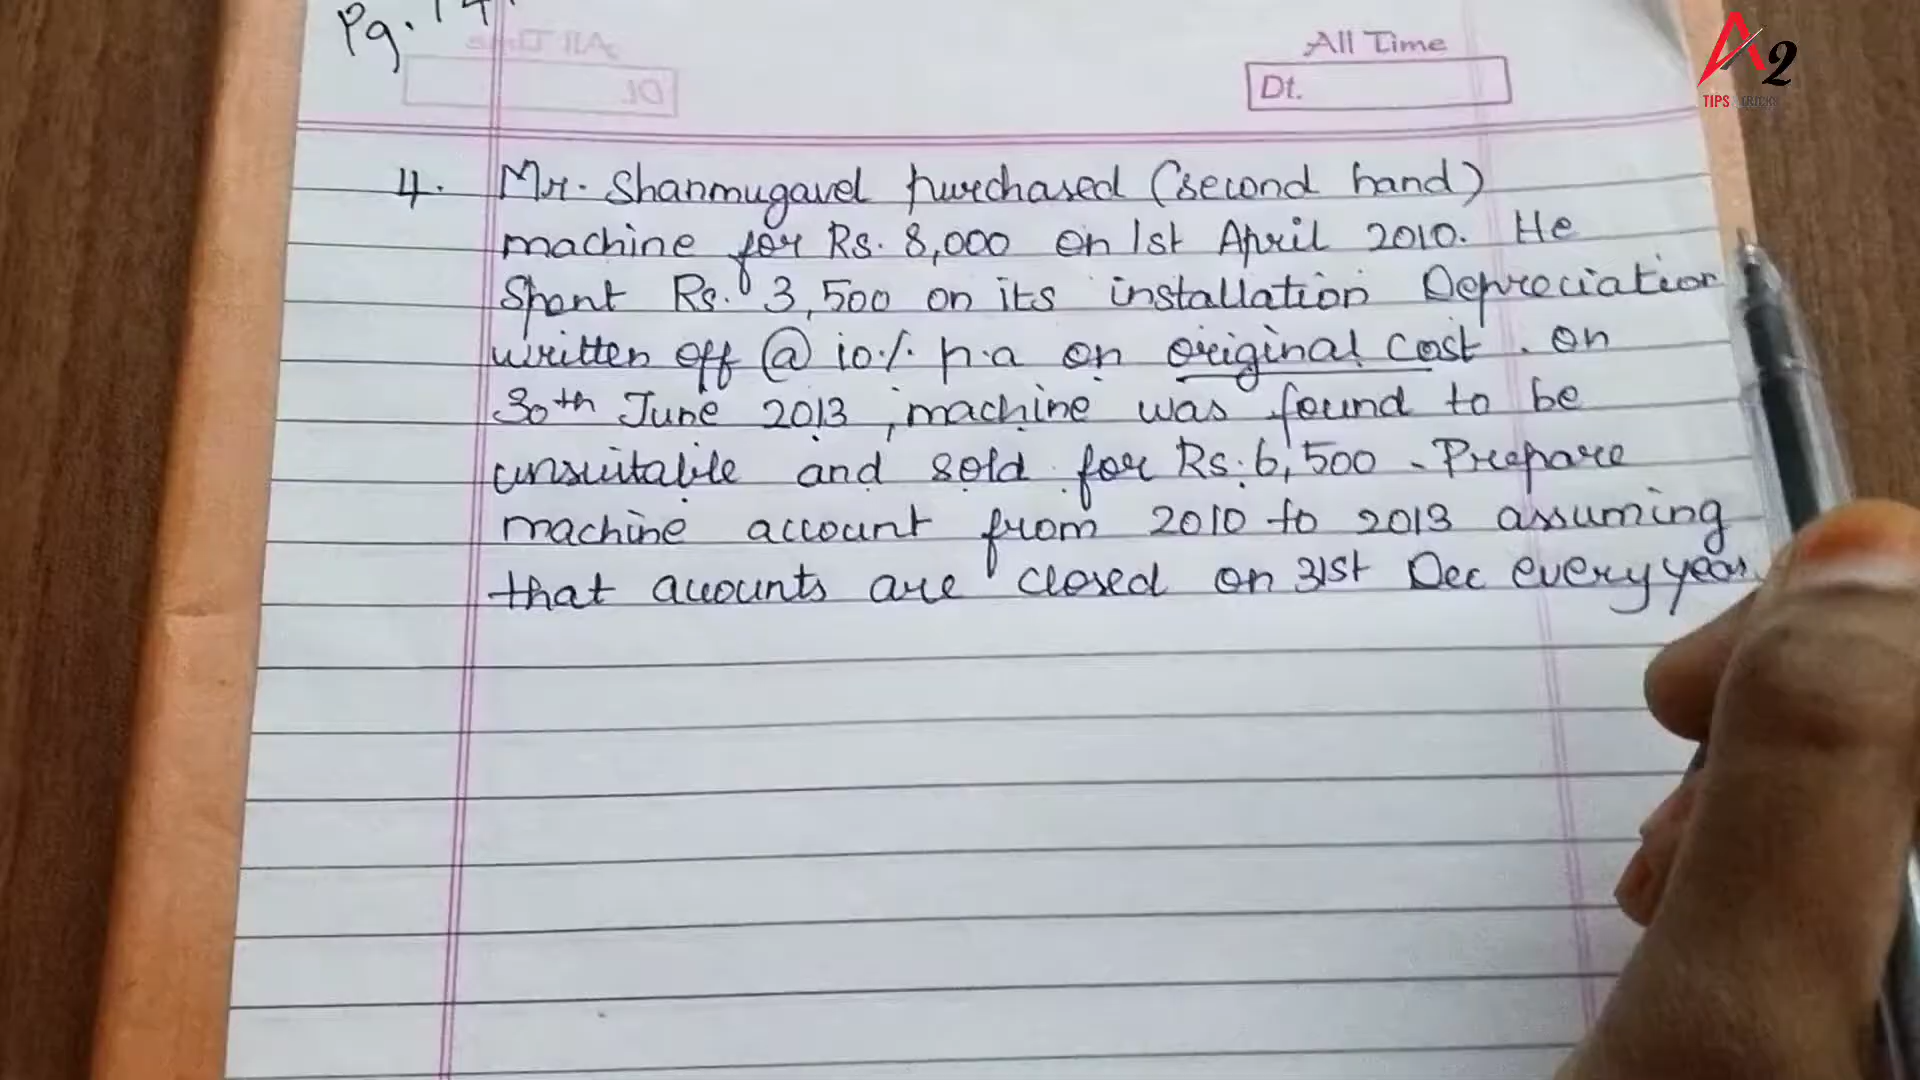 Pg. 14.
All Time
Dt.
A2
TIPS & TRICKS
4. Mr. Shanmugavel purchased (second hand)
machine for Rs. 8,000 on 1st April 2010. He
Spent Rs. 3,500 on its installation Depreciation
written off @ 10% p.a on original cost. on
30th June 2013, machine was found to be
unsuitable and sold for Rs. 6,500 - Prepare
machine account from 2010 to 2013 assuming
that accounts are closed on 31st Dec every year.